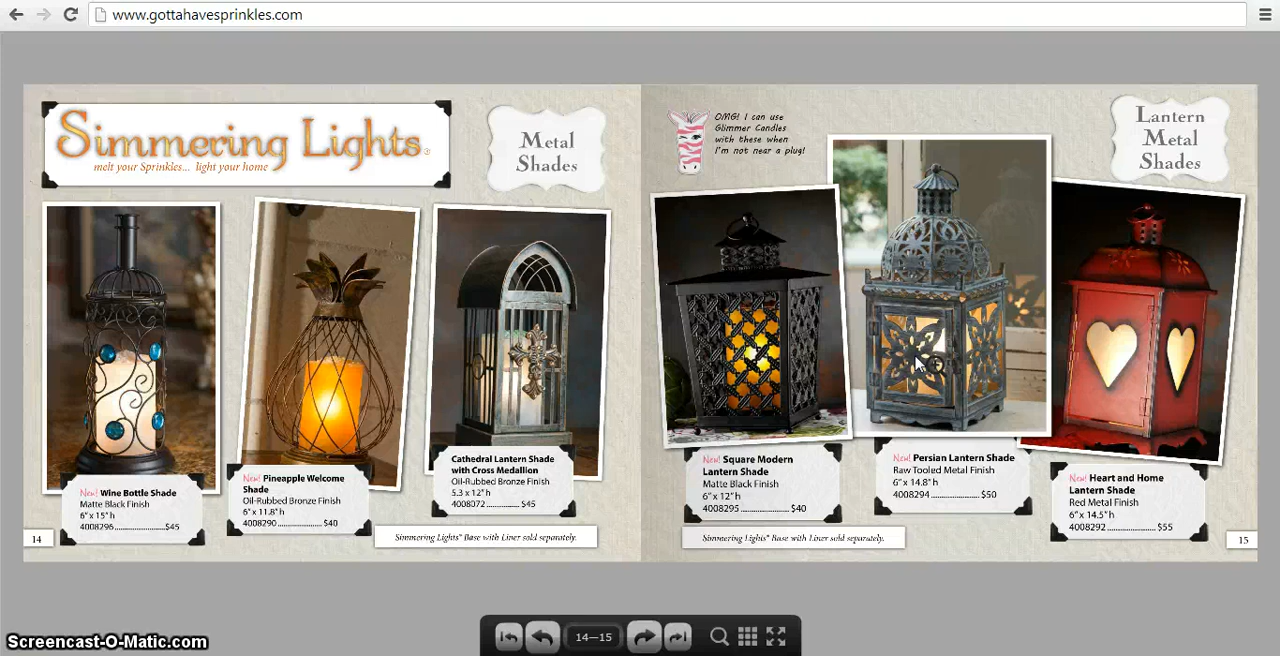 www.gottahavesprinkles.com
Simmering Lights®
melt your Sprinkles... light your home
Metal
Shades
New! Wine Bottle Shade
Matte Black Finish
6" x 15" h
4008296........................$45
New! Pineapple Welcome
Shade
Oil-Rubbed Bronze Finish
6" x 11.8" h
4008290........................$40
Cathedral Lantern Shade
with Cross Medallion
Oil-Rubbed Bronze Finish
5.3 x 12" h
4008072........................$45
Simmering Lights® Base with Liner sold separately.
14
OMG! I can use
Glimmer Candles
with these when
I'm not near a plug!
Lantern
Metal
Shades
New! Square Modern
Lantern Shade
Matte Black Finish
6" x 12" h
4008295........................$40
New! Persian Lantern Shade
Raw Tooled Metal Finish
6" x 14.8" h
4008294........................$50
New! Heart and Home
Lantern Shade
Red Metal Finish
6" x 14.5" h
4008292........................$55
Simmering Lights® Base with Liner sold separately.
15
14—15
Screencast-O-Matic.com